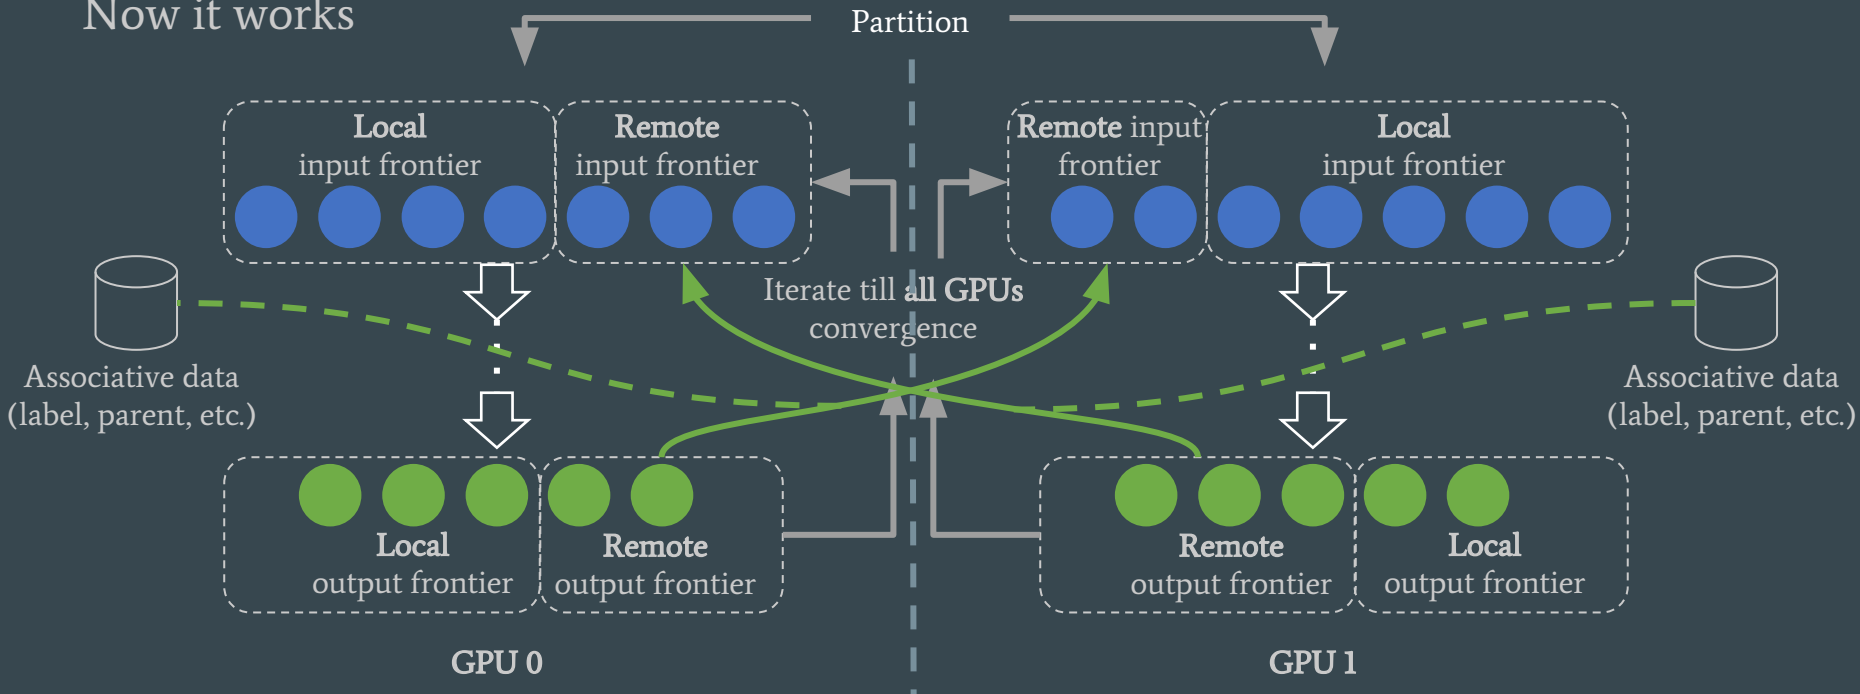 Now it works
Partition
Local
input frontier
Remote
input frontier
Remote input
frontier
Local
input frontier
Iterate till all GPUs
convergence
Associative data
(label, parent, etc.)
Associative data
(label, parent, etc.)
Local
output frontier
Remote
output frontier
Remote
output frontier
Local
output frontier
GPU 0
GPU 1